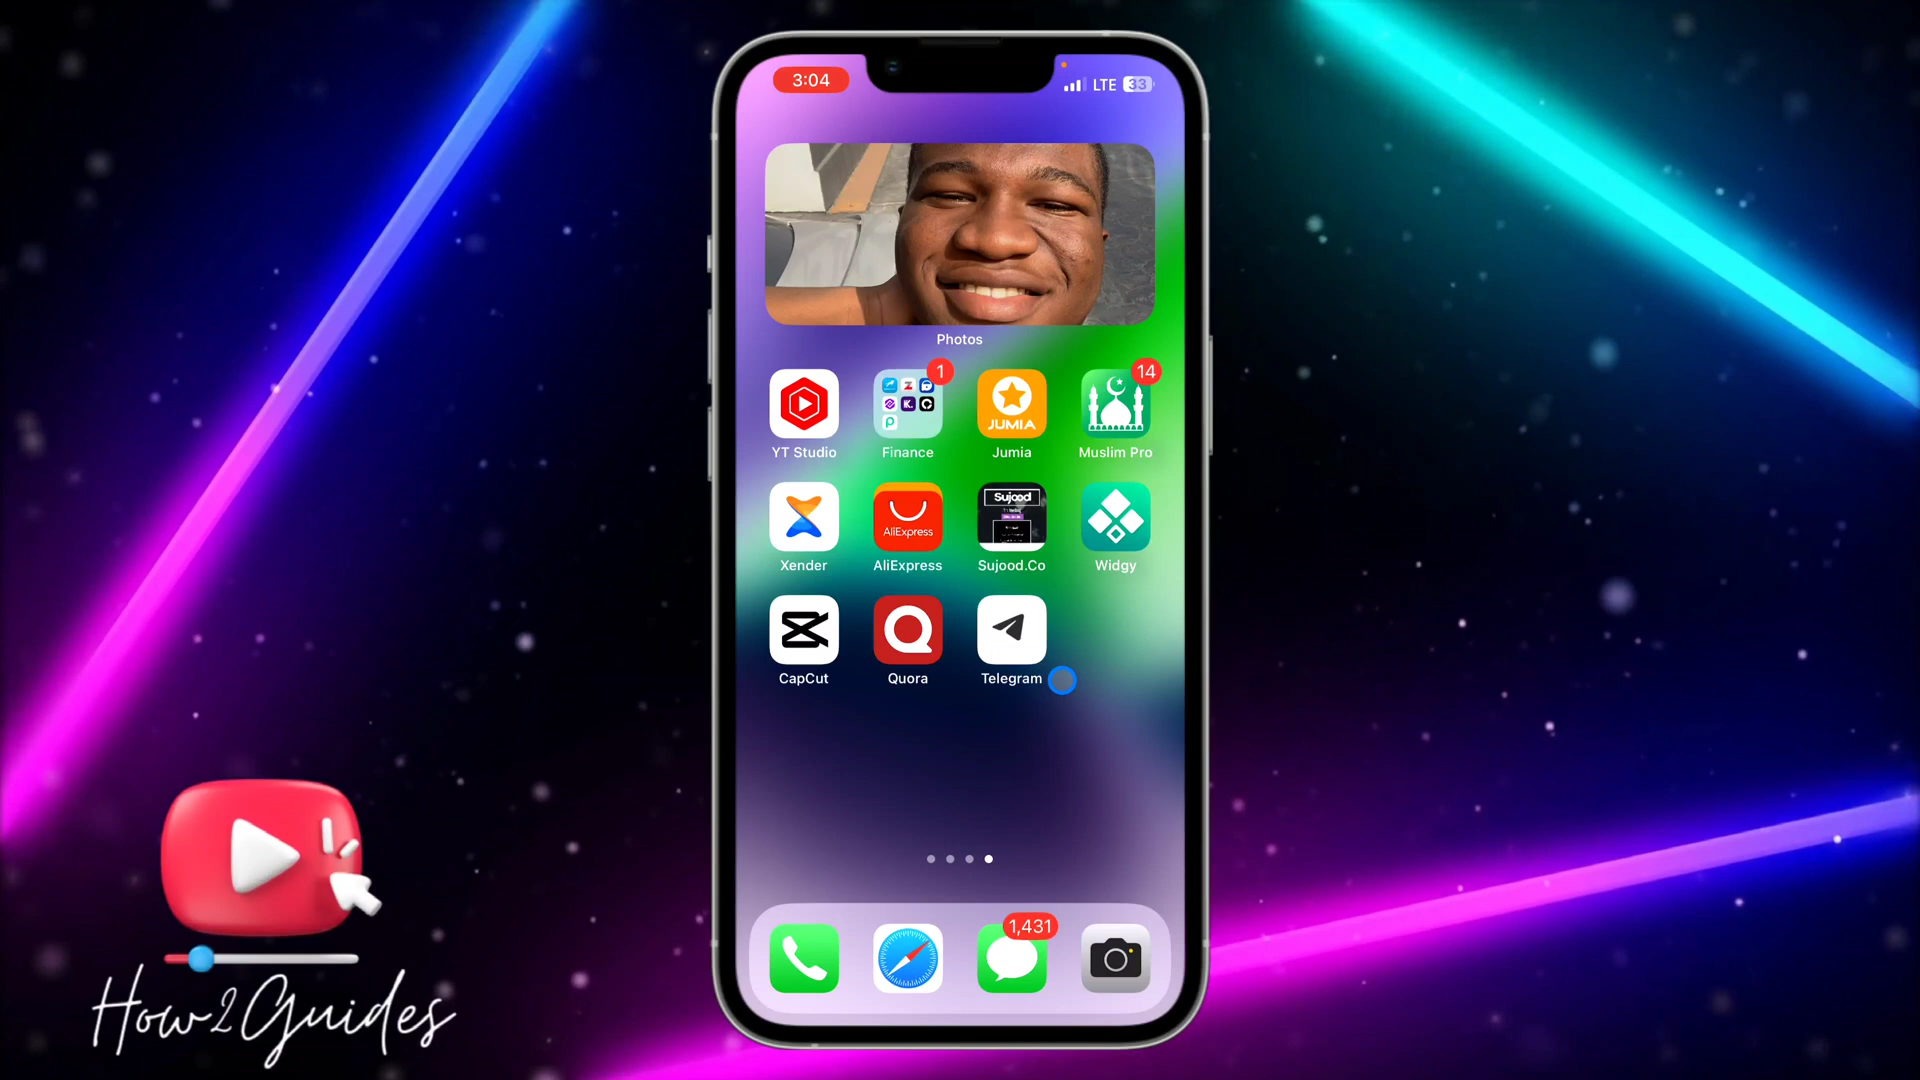 3:04
LTE 33
Photos
1
14
JUMIA
YT Studio Finance Jumia Muslim Pro
AliExpress
Sujood
Xender AliExpress Sujood.Co Widgy
CapCut Quora Telegram
1,431
How2Guides